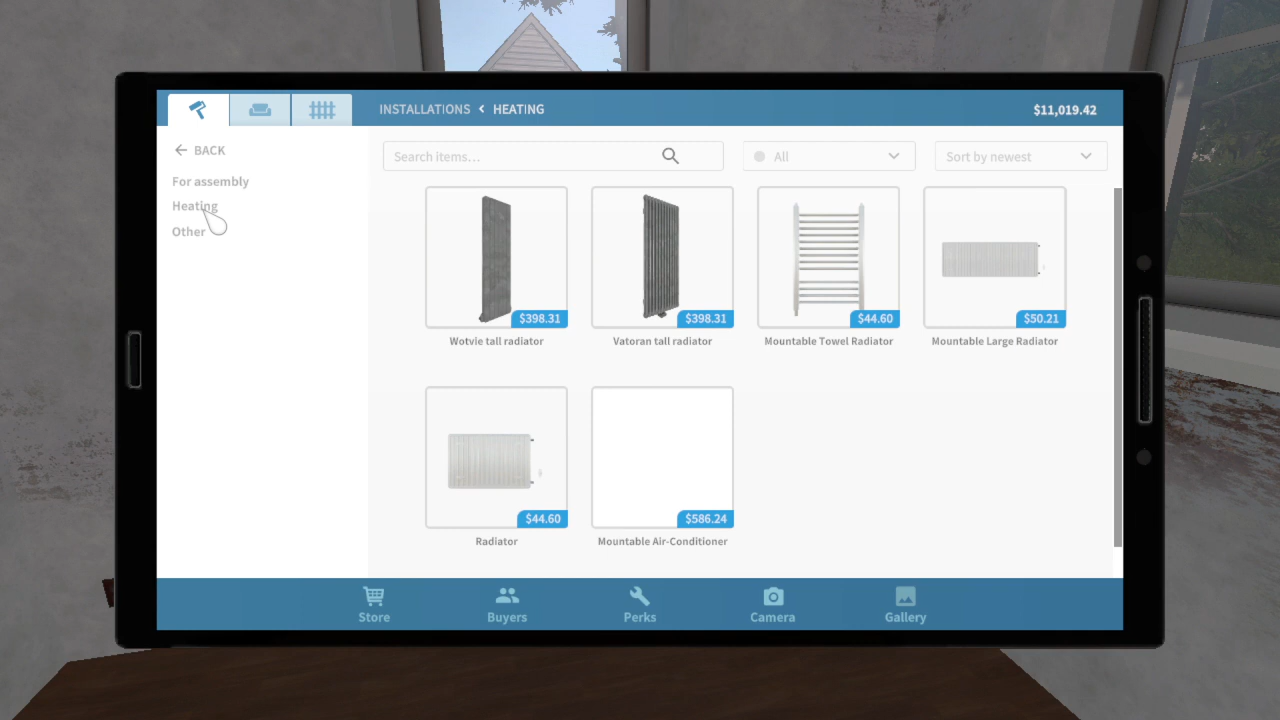 INSTALLATIONS < HEATING
$11,019.42
BACK
For assembly
Heating
Other
Search items...
All
Sort by newest
$398.31
$398.31
$44.60
$50.21
Wotvie tall radiator
Vatoran tall radiator
Mountable Towel Radiator
Mountable Large Radiator
$44.60
$586.24
Radiator
Mountable Air-Conditioner
Store
Buyers
Perks
Camera
Gallery